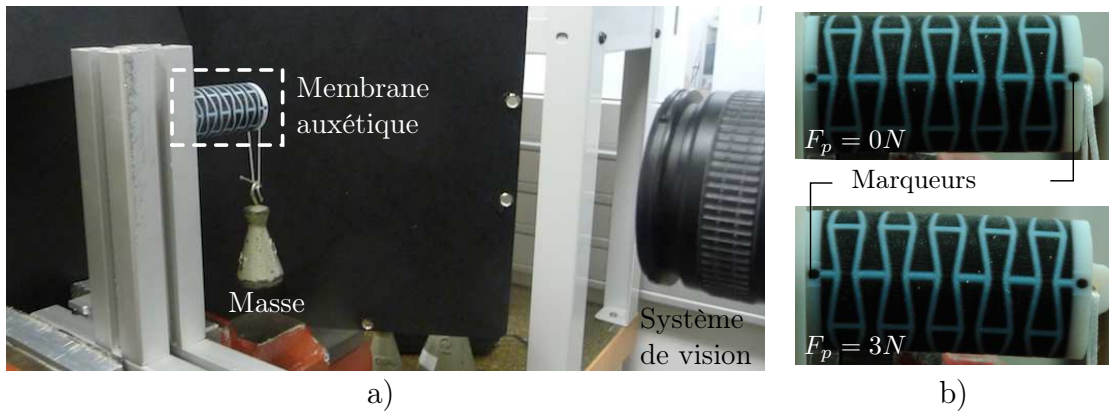 Membrane
auxétique
Masse
Système
de vision
a)
F_p = 0N
Marqueurs
F_p = 3N
b)